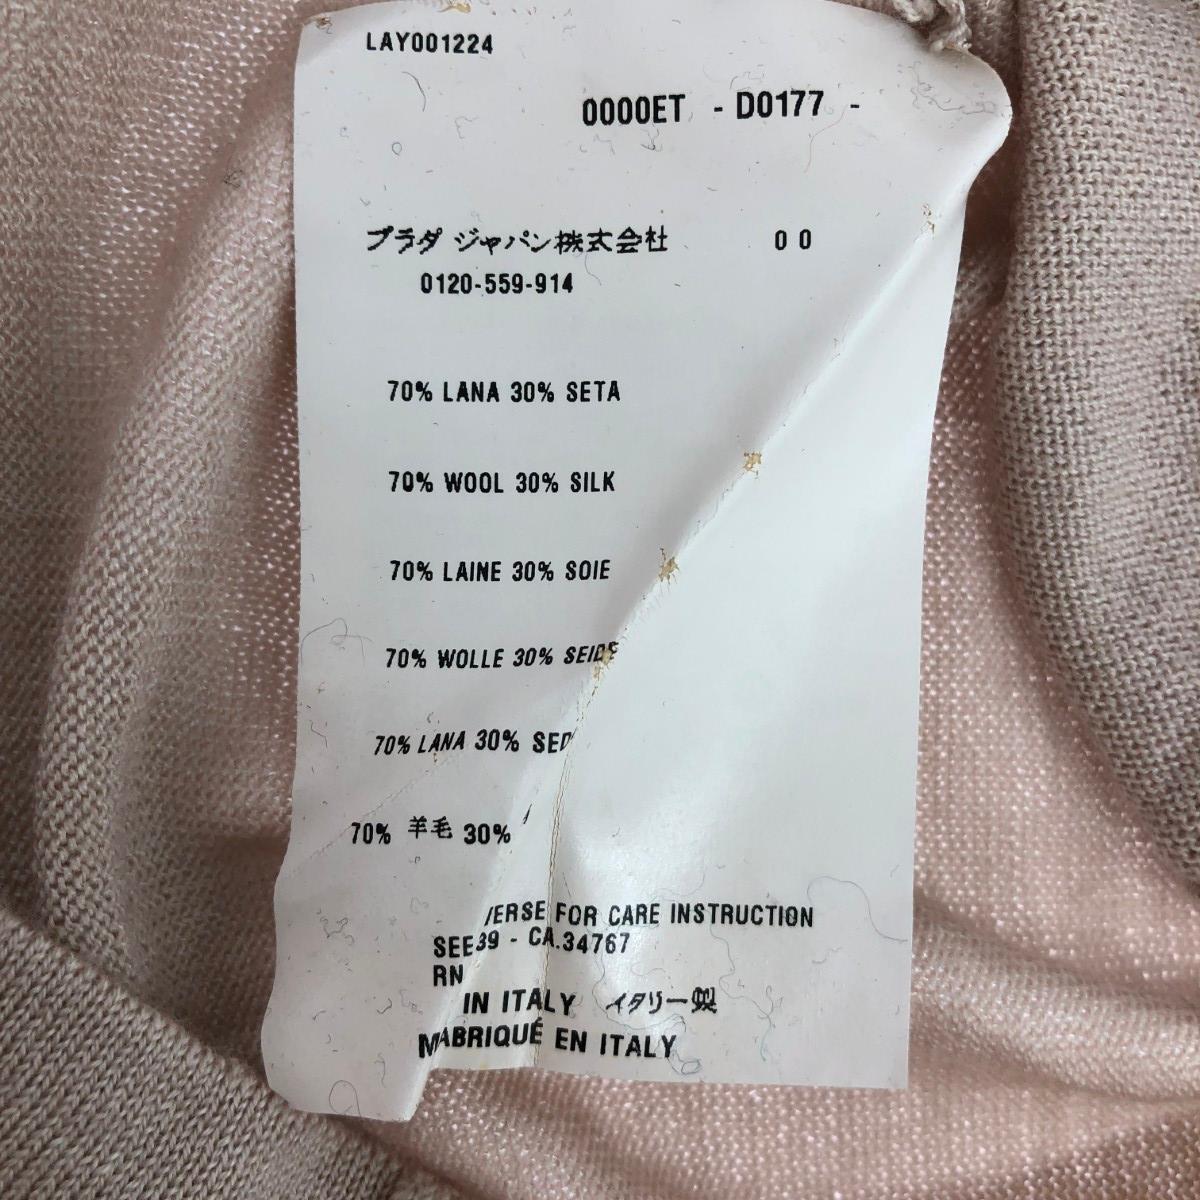 LAY001224
0000ET - D0177 -
プラダ ジャパン株式会社 00
0120-559-914
70% LANA 30% SETA
70% WOOL 30% SILK
70% LAINE 30% SOIE
70% WOLLE 30% SEIDE
70% LANA 30%
70% 羊毛 30%
SEE FOR CARE INSTRUCTION
RN 39 - CA.34767
IN ITALY イタリー製
EN ITALY